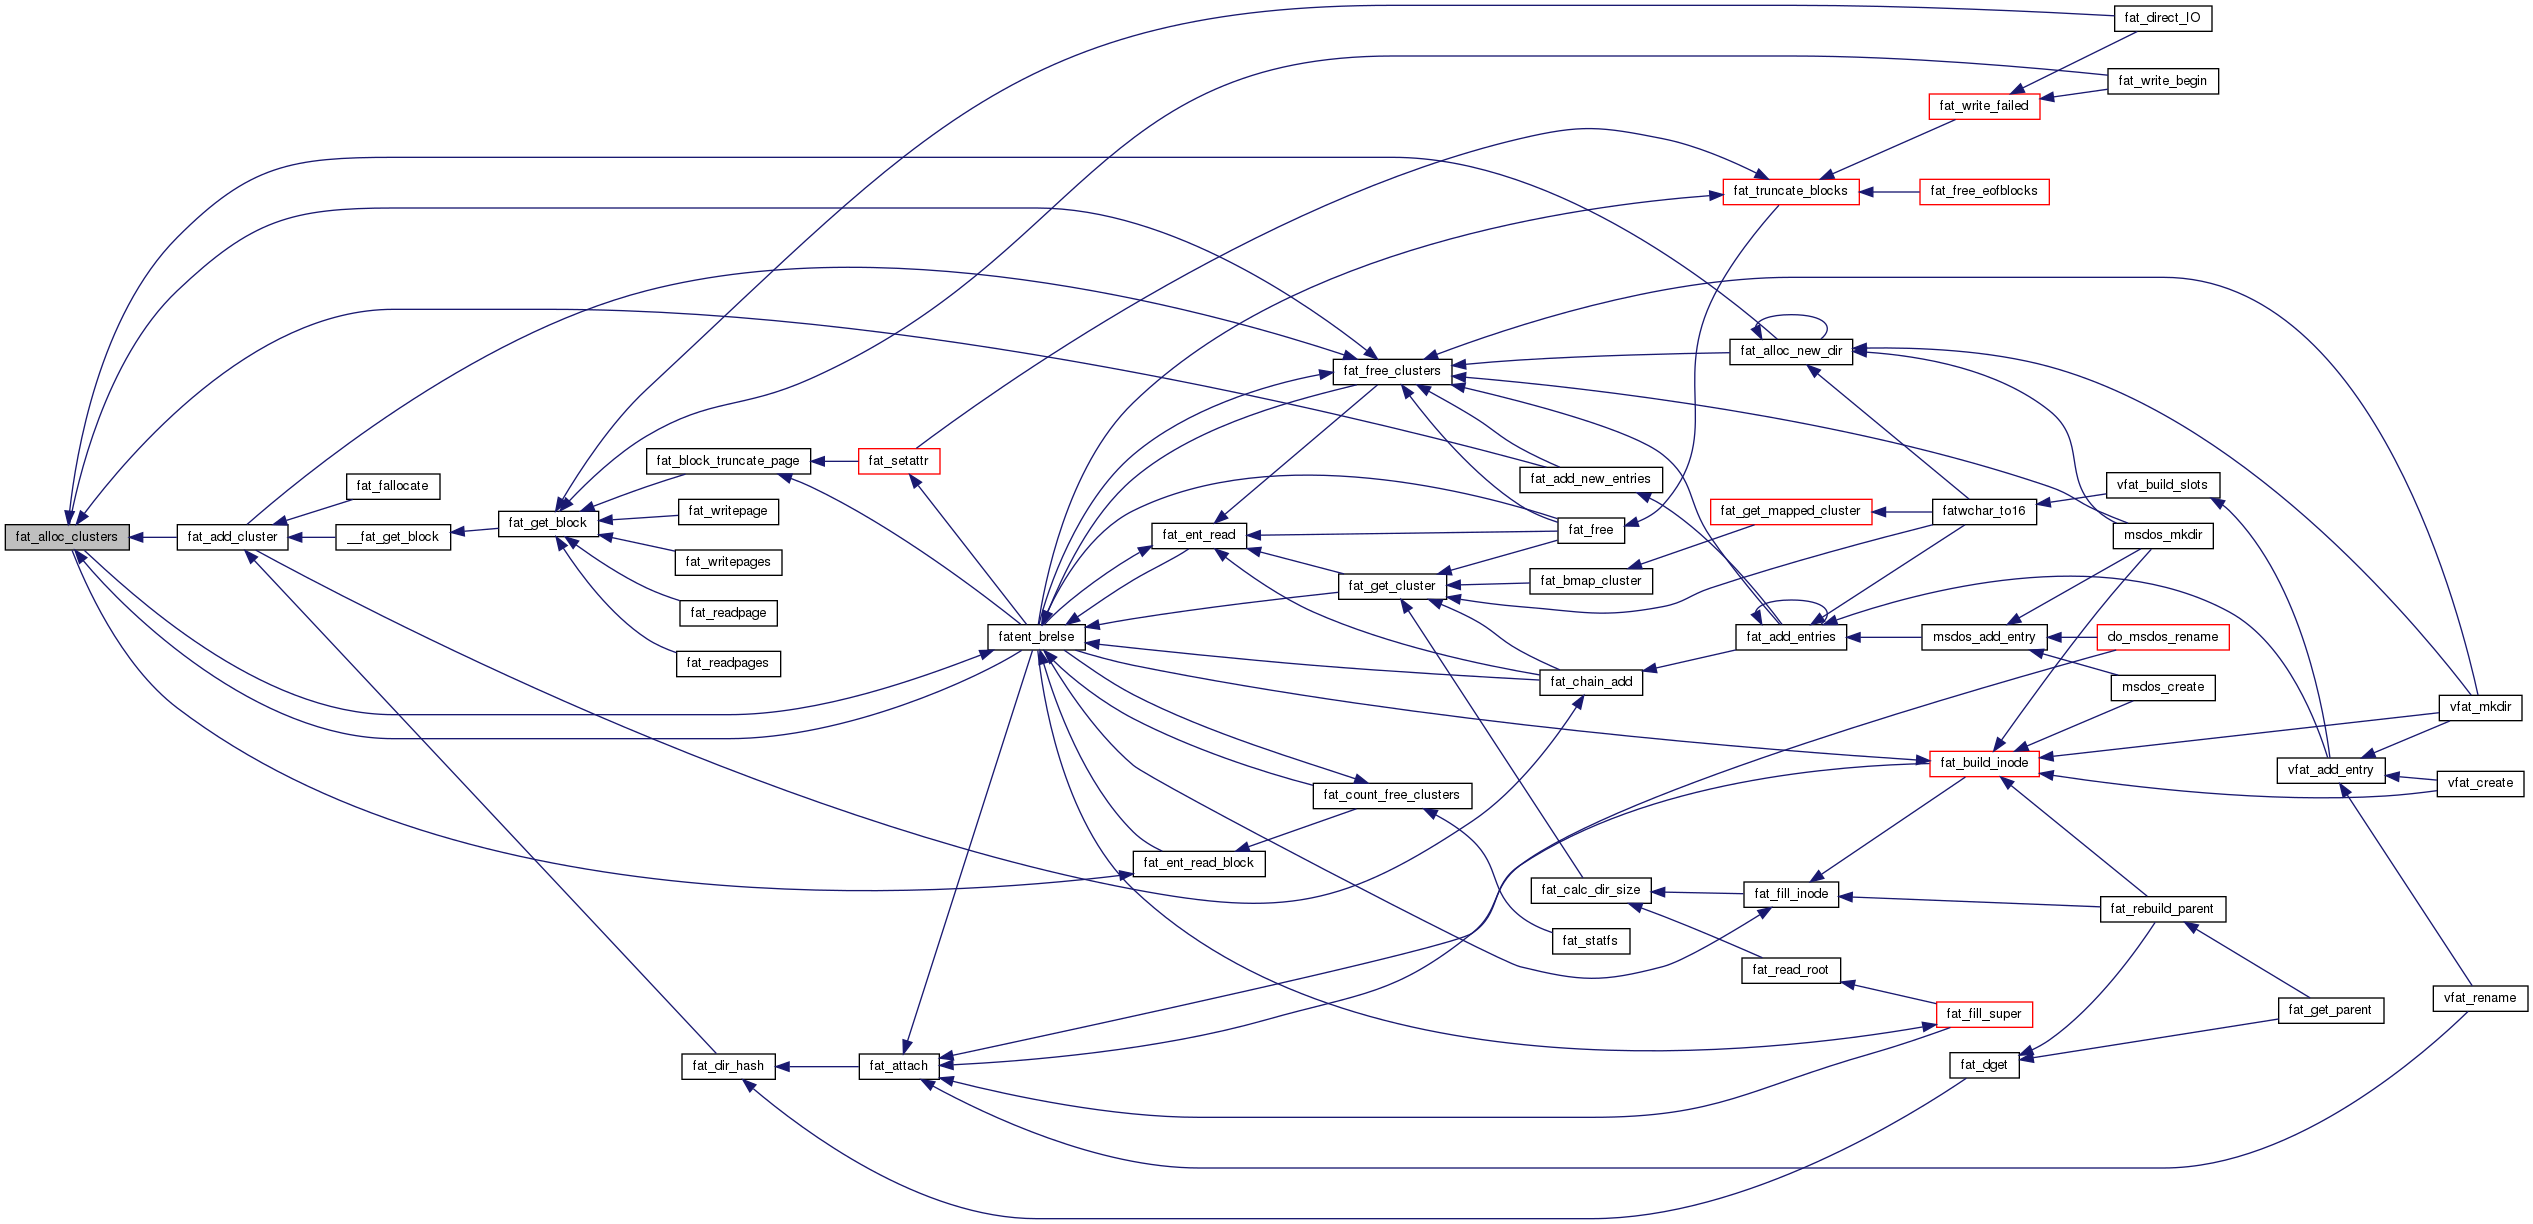 fat_direct_IO
fat_write_begin
fat_write_failed
fat_truncate_blocks
fat_free_eofblocks
fat_alloc_new_dir
fat_free_clusters
fat_block_truncate_page
fat_setattr
fat_add_new_entries
fat_fallocate
vfat_build_slots
fat_writepage
fat_get_mapped_cluster
fatwchar_to16
fat_get_block
fat_free
fat_ent_read
msdos_mkdir
fat_alloc_clusters
fat_add_cluster
__fat_get_block
fat_writepages
fat_bmap_cluster
fat_get_cluster
fat_readpage
fatent_brelse
fat_add_entries
msdos_add_entry
do_msdos_rename
fat_readpages
fat_chain_add
msdos_create
vfat_mkdir
fat_build_inode
vfat_add_entry
vfat_create
fat_count_free_clusters
fat_ent_read_block
fat_calc_dir_size
fat_fill_inode
fat_rebuild_parent
fat_statfs
fat_read_root
vfat_rename
fat_get_parent
fat_fill_super
fat_dir_hash
fat_attach
fat_dget